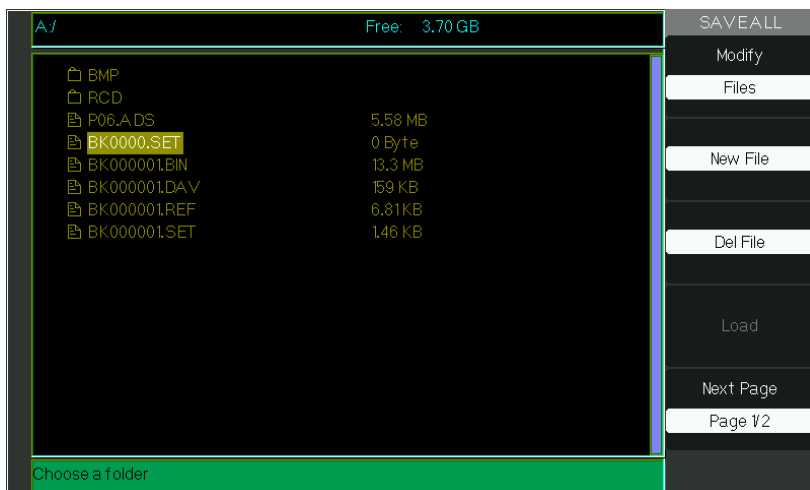 A:/ Free: 3.70 GB
BMP
RCD
P06.ADS 5.58 MB
BK0000.SET 0 Byte
BK000001.BIN 13.3 MB
BK000001.DAV 159 KB
BK000001.REF 6.81 KB
BK000001.SET 1.46 KB
Choose a folder
SAVEALL
Modify
Files
New File
Del File
Load
Next Page
Page 1/2